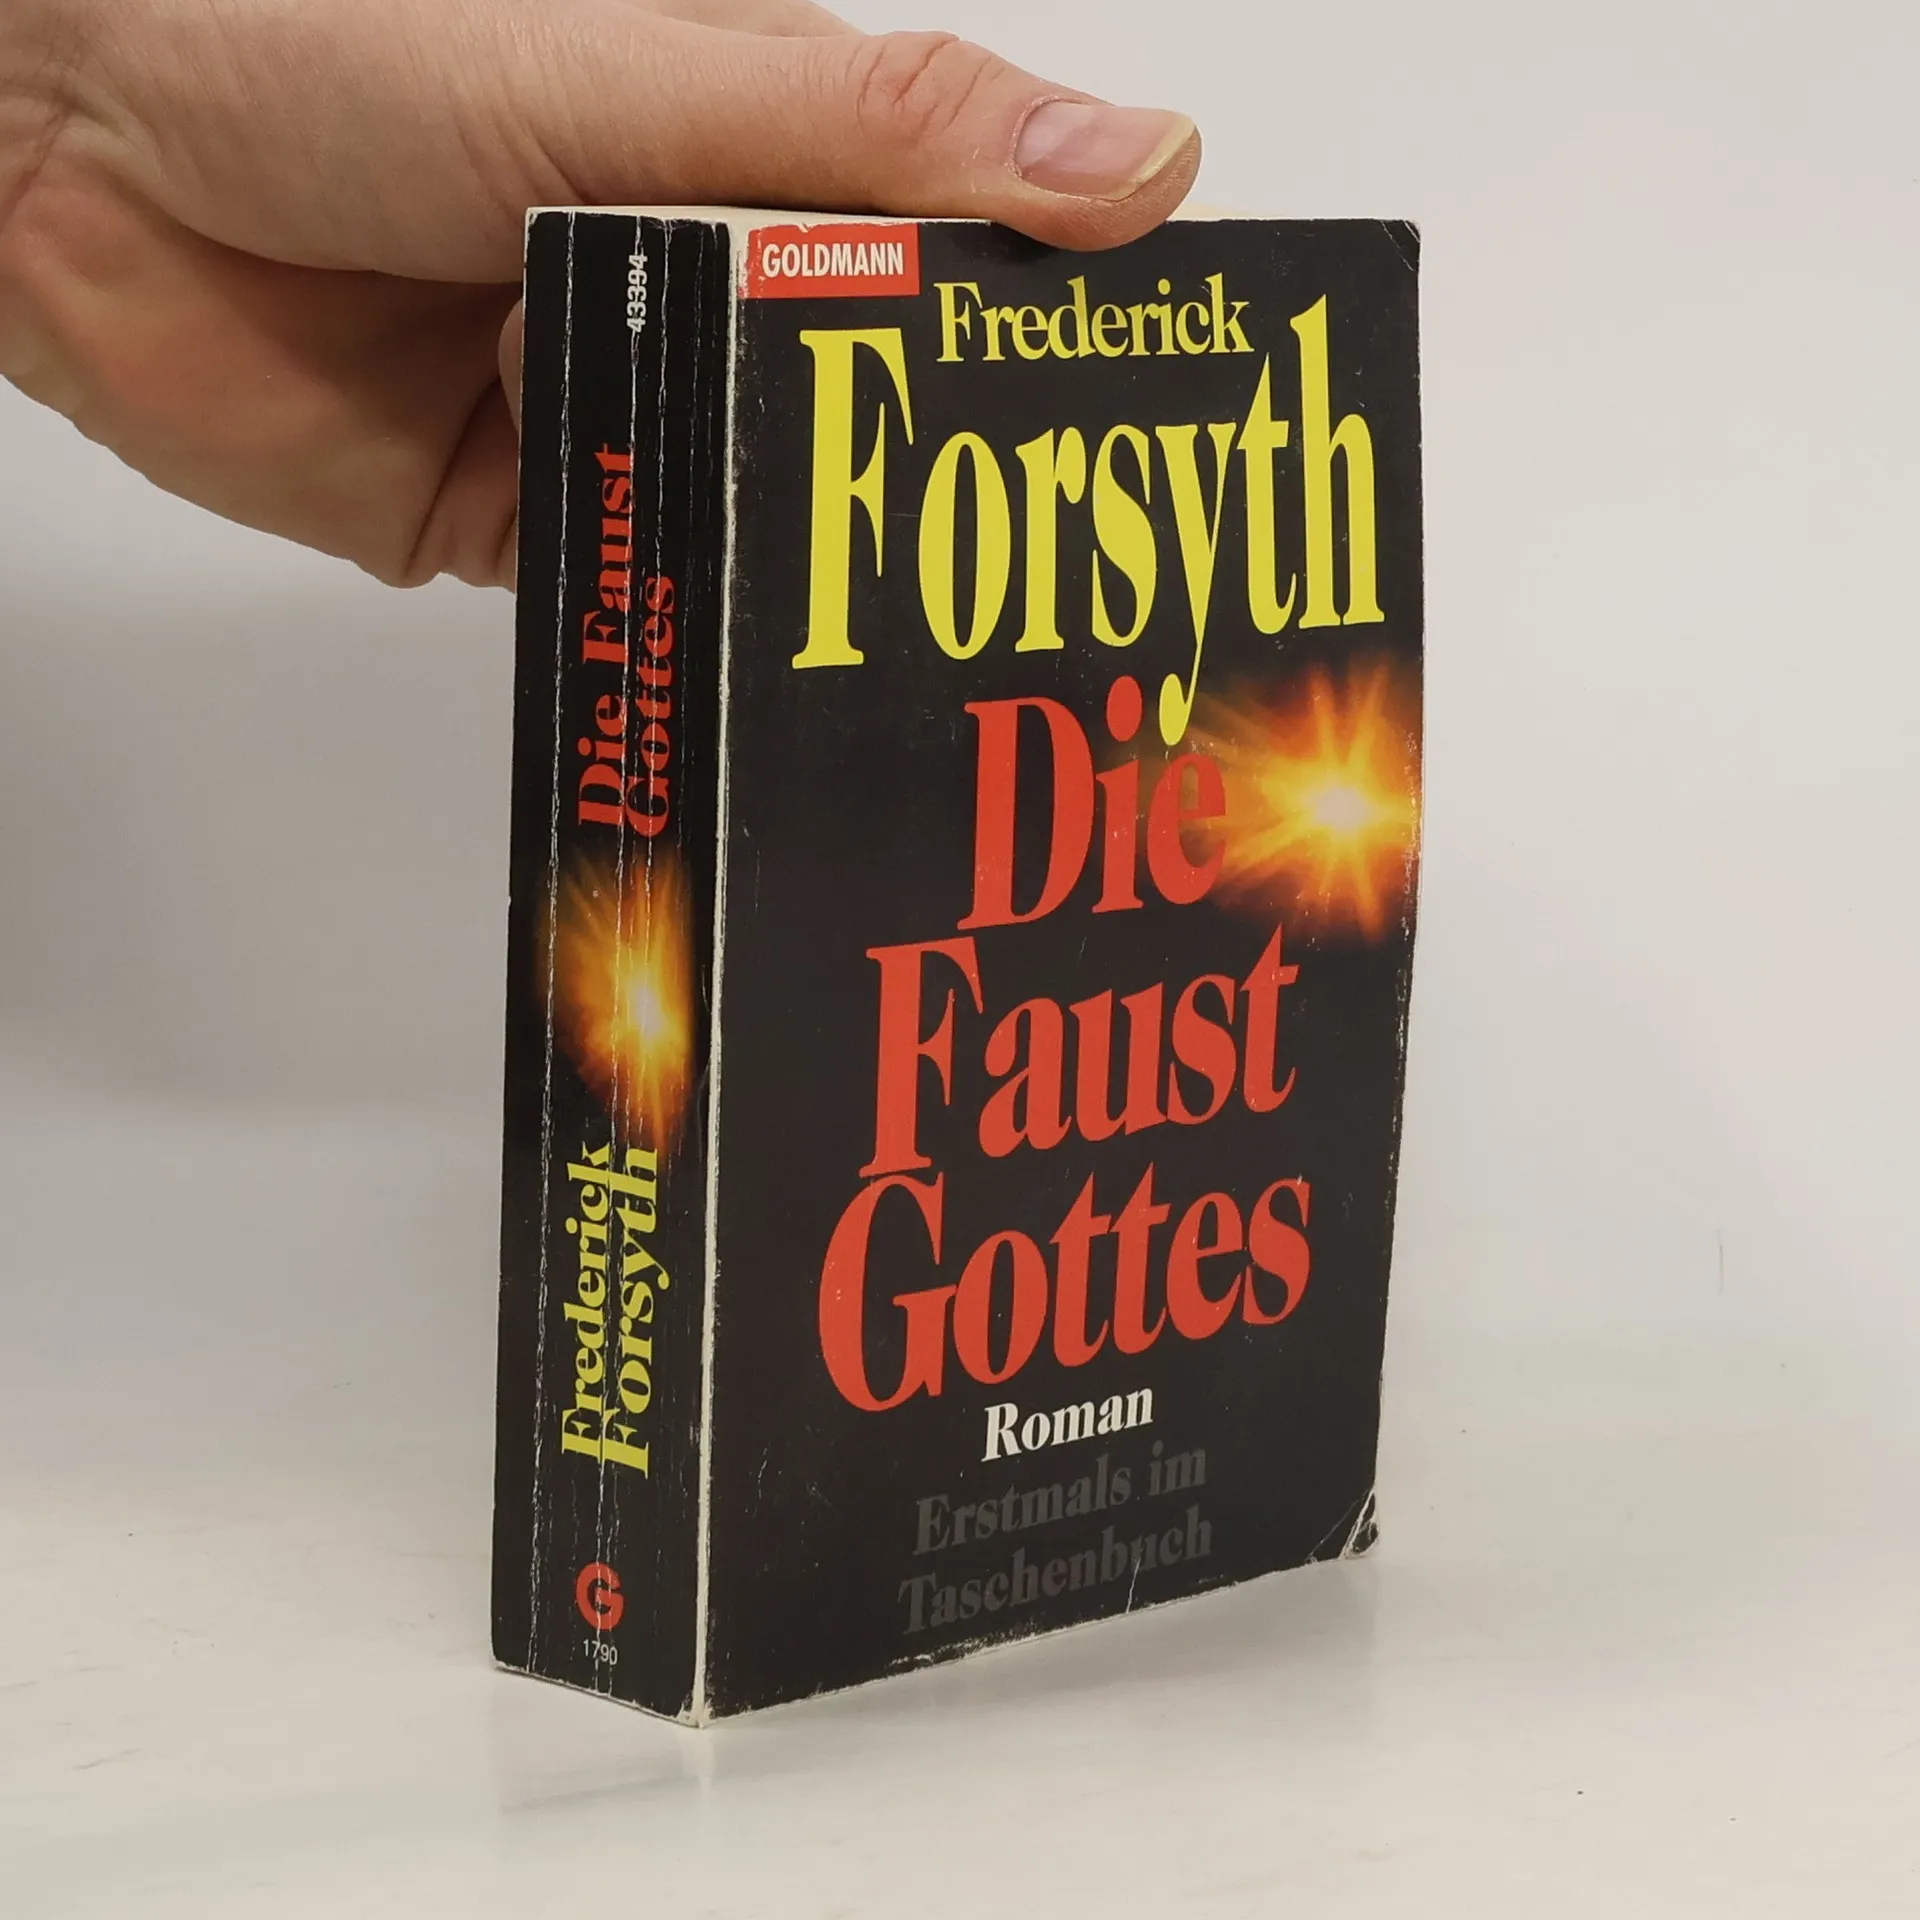 43394
Die Faust
Gottes
Frederick
Forsyth
G
1790
GOLDMANN
Frederick
Forsyth
Die
Faust
Gottes
Roman
Erstmals im
Taschenbuch